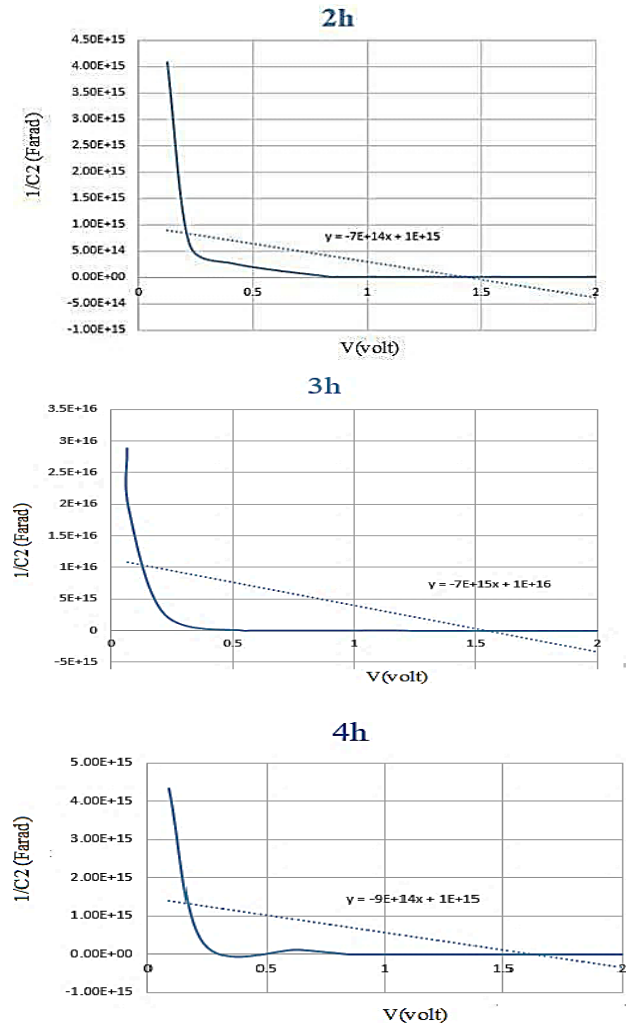 2h
4.50E+15
4.00E+15
3.50E+15
3.00E+15
2.50E+15
2.00E+15
1.50E+15
1.00E+15
5.00E+14
0.00E+00
-5.00E+14
-1.00E+15
1/C2 (Farad)
y = -7E+14x + 1E+15
0 0.5 1 1.5 2
V(volt)
3h
3.5E+16
3E+16
2.5E+16
2E+16
1.5E+16
1E+16
5E+15
0
-5E+15
1/C2 (Farad)
y = -7E+15x + 1E+16
0 0.5 1 1.5 2
V(volt)
4h
5.00E+15
4.00E+15
3.00E+15
2.00E+15
1.00E+15
0.00E+00
-1.00E+15
1/C2 (Farad)
y = -9E+14x + 1E+15
0 0.5 1 1.5 2
V(volt)